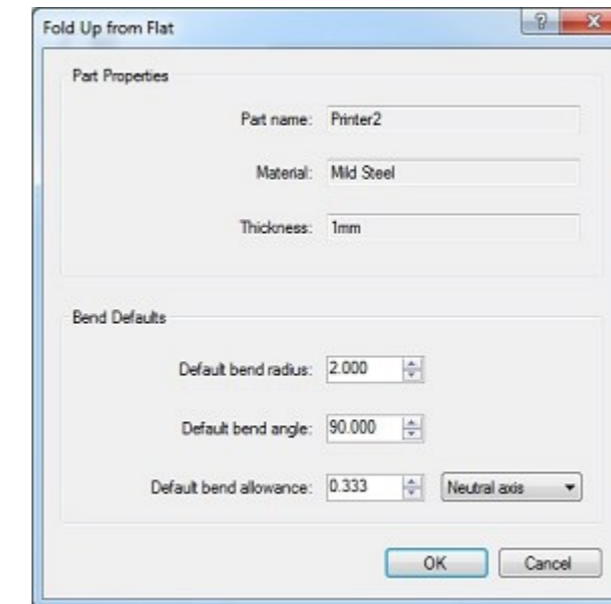 Fold Up from Flat
Part Properties
Part name: Printer2
Material: Mild Steel
Thickness: 1mm
Bend Defaults
Default bend radius: 2.000
Default bend angle: 90.000
Default bend allowance: 0.333 Neutral axis
OK Cancel